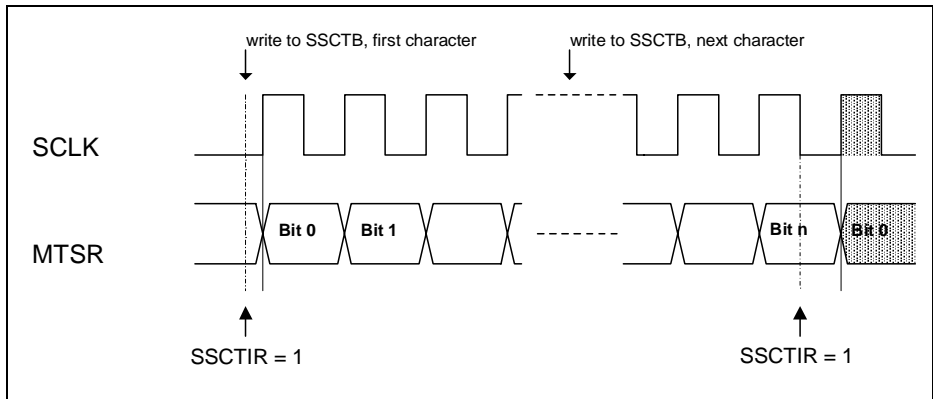 write to SSCTB, first character
write to SSCTB, next character
SCLK
MTSR
Bit 0
Bit 1
Bit n
Bit 0
SSCTIR = 1
SSCTIR = 1